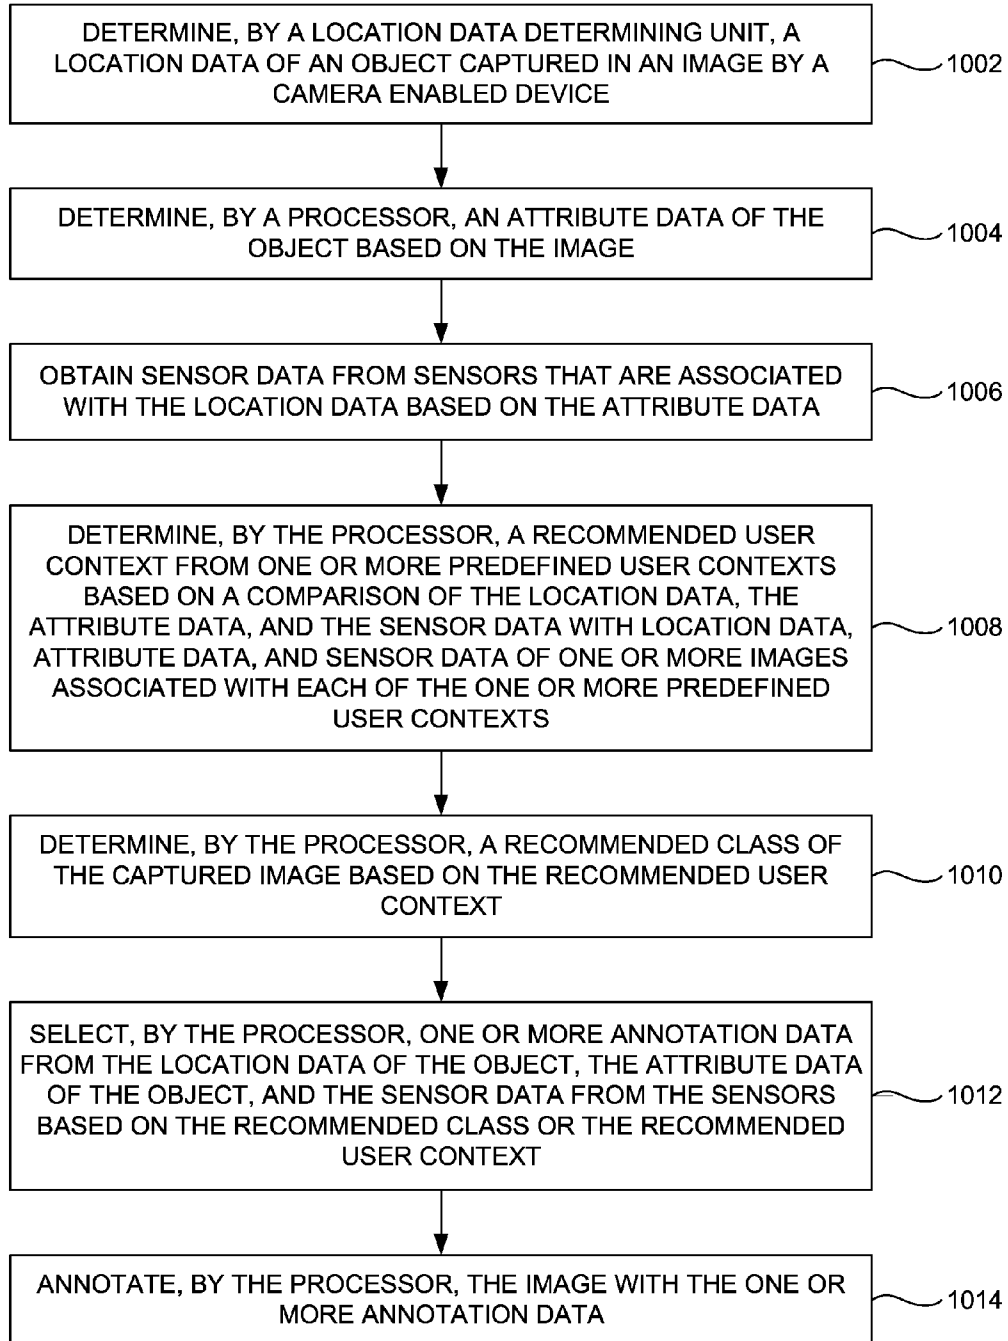 DETERMINE, BY A LOCATION DATA DETERMINING UNIT, A
LOCATION DATA OF AN OBJECT CAPTURED IN AN IMAGE BY A
CAMERA ENABLED DEVICE
1002
DETERMINE, BY A PROCESSOR, AN ATTRIBUTE DATA OF THE
OBJECT BASED ON THE IMAGE
1004
OBTAIN SENSOR DATA FROM SENSORS THAT ARE ASSOCIATED
WITH THE LOCATION DATA BASED ON THE ATTRIBUTE DATA
1006
DETERMINE, BY THE PROCESSOR, A RECOMMENDED USER
CONTEXT FROM ONE OR MORE PREDEFINED USER CONTEXTS
BASED ON A COMPARISON OF THE LOCATION DATA, THE
ATTRIBUTE DATA, AND THE SENSOR DATA WITH LOCATION DATA,
ATTRIBUTE DATA, AND SENSOR DATA OF ONE OR MORE IMAGES
ASSOCIATED WITH EACH OF THE ONE OR MORE PREDEFINED
USER CONTEXTS
1008
DETERMINE, BY THE PROCESSOR, A RECOMMENDED CLASS OF
THE CAPTURED IMAGE BASED ON THE RECOMMENDED USER
CONTEXT
1010
SELECT, BY THE PROCESSOR, ONE OR MORE ANNOTATION DATA
FROM THE LOCATION DATA OF THE OBJECT, THE ATTRIBUTE DATA
OF THE OBJECT, AND THE SENSOR DATA FROM THE SENSORS
BASED ON THE RECOMMENDED CLASS OR THE RECOMMENDED
USER CONTEXT
1012
ANNOTATE, BY THE PROCESSOR, THE IMAGE WITH THE ONE OR
MORE ANNOTATION DATA
1014